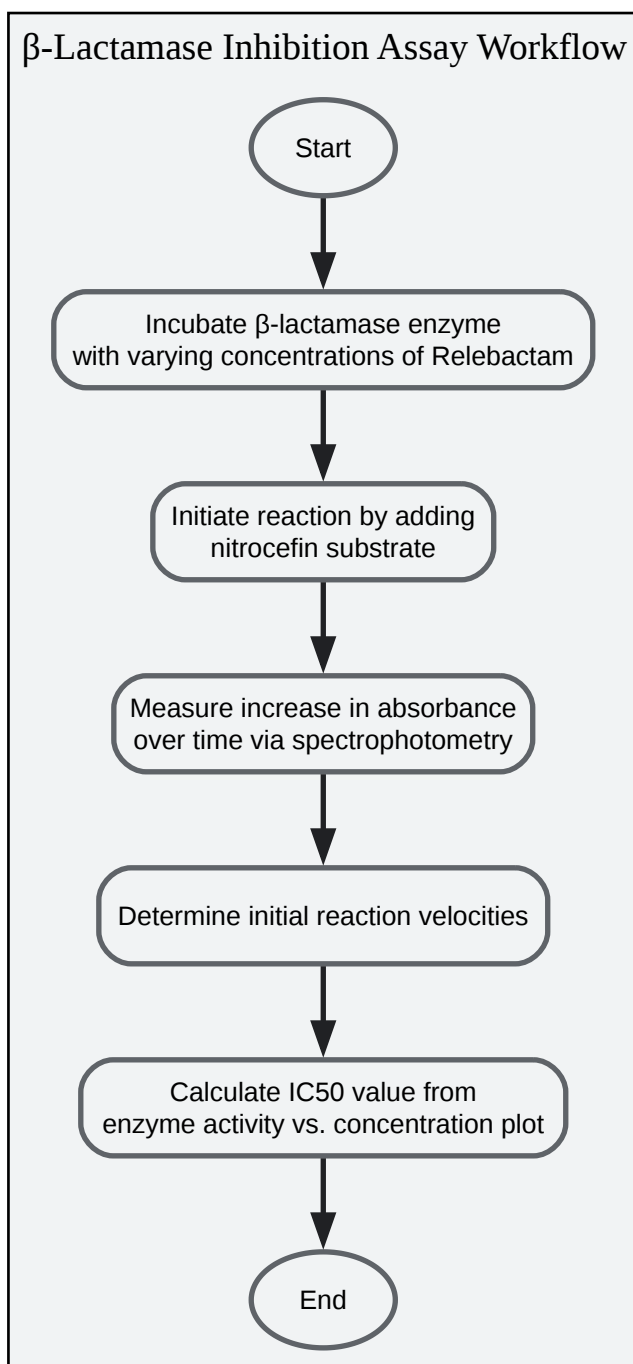 β-Lactamase Inhibition Assay Workflow
Start
Incubate β-lactamase enzyme
with varying concentrations of Relebactam
Initiate reaction by adding
nitrocefin substrate
Measure increase in absorbance
over time via spectrophotometry
Determine initial reaction velocities
Calculate IC50 value from
enzyme activity vs. concentration plot
End